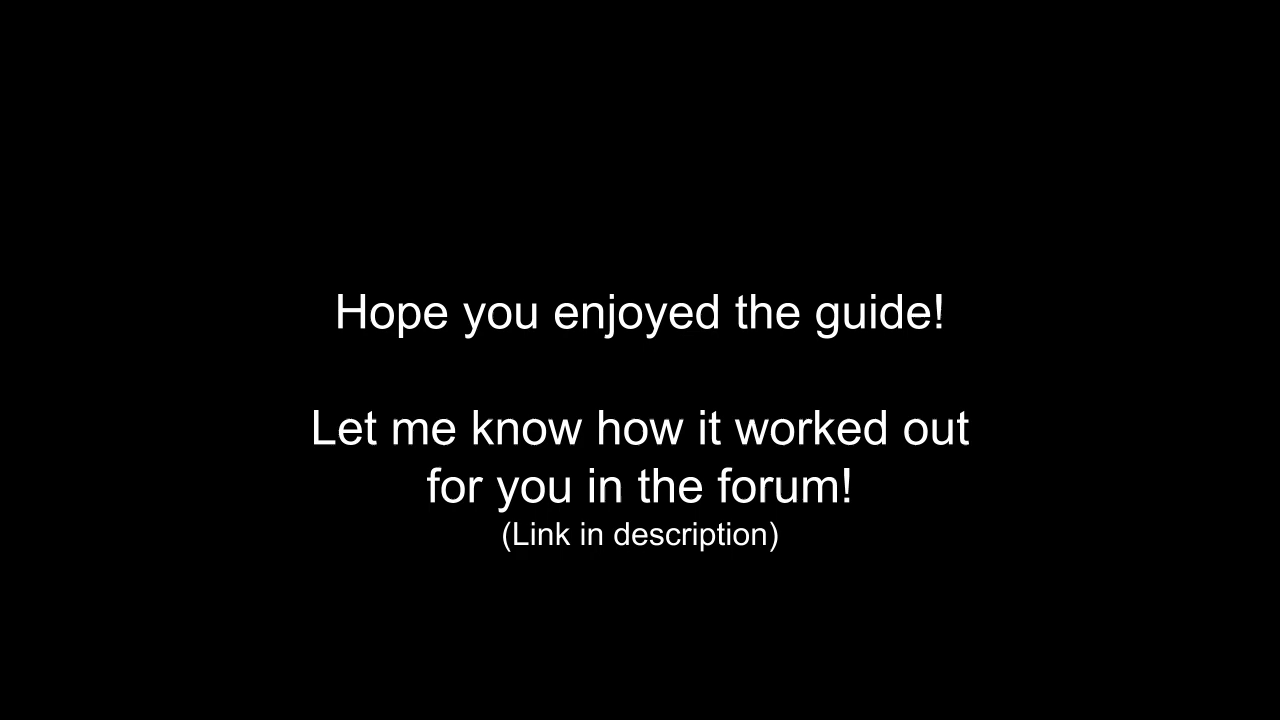 Hope you enjoyed the guide!
Let me know how it worked out
for you in the forum!
(Link in description)